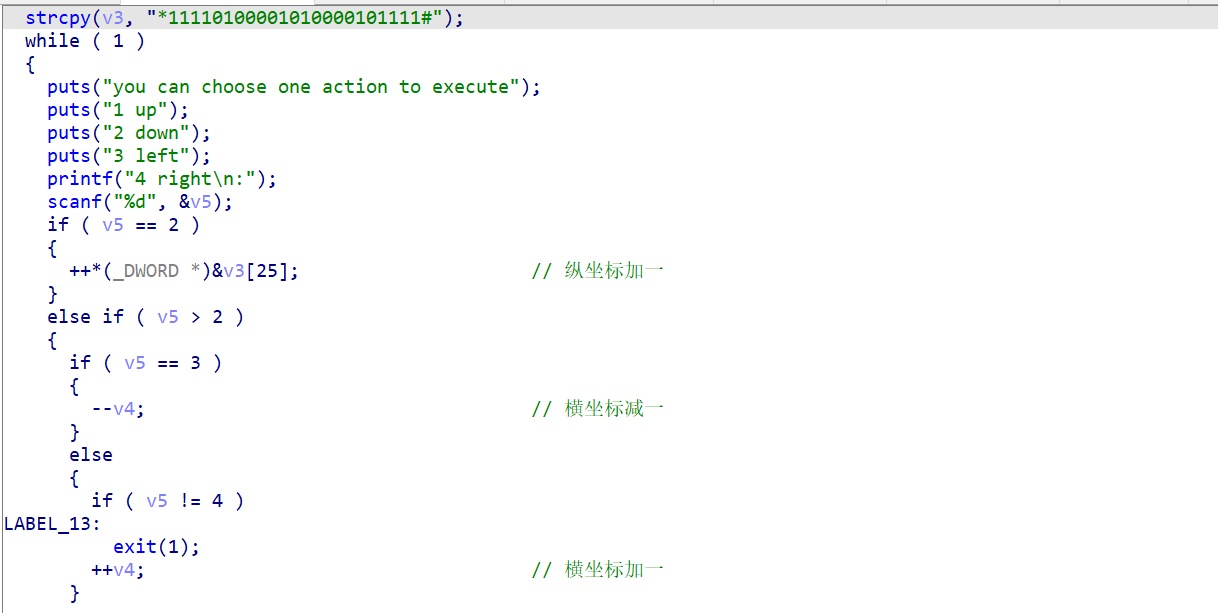 strcpy(v3, "*11110100001010000101111#");
while ( 1 )
{
puts("you can choose one action to execute");
puts("1 up");
puts("2 down");
puts("3 left");
printf("4 right\n:");
scanf("%d", &v5);
if ( v5 == 2 )
{
++*(_DWORD *)&v3[25]; // 纵坐标加一
}
else if ( v5 > 2 )
{
if ( v5 == 3 )
{
--v4; // 横坐标减一
}
else
{
if ( v5 != 4 )
LABEL_13:
exit(1);
++v4; // 横坐标加一
}